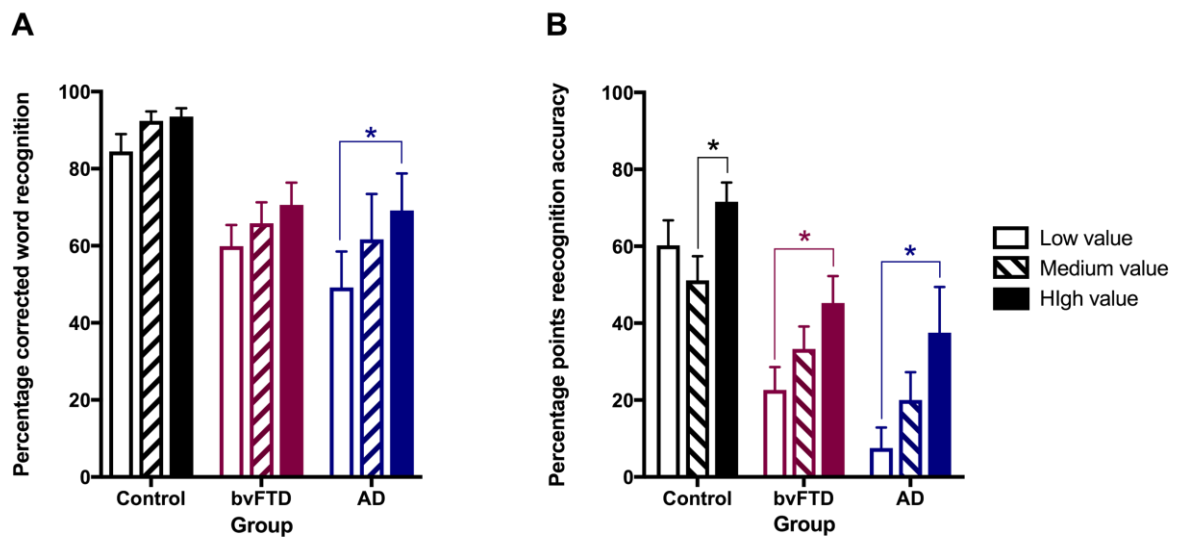 A
Percentage corrected word recognition
100
80
60
40
20
0
*
Control
bvFTD
AD
Group
B
Percentage points recognition accuracy
100
80
60
40
20
0
*
*
*
Control
bvFTD
AD
Group
Low value
Medium value
HIgh value